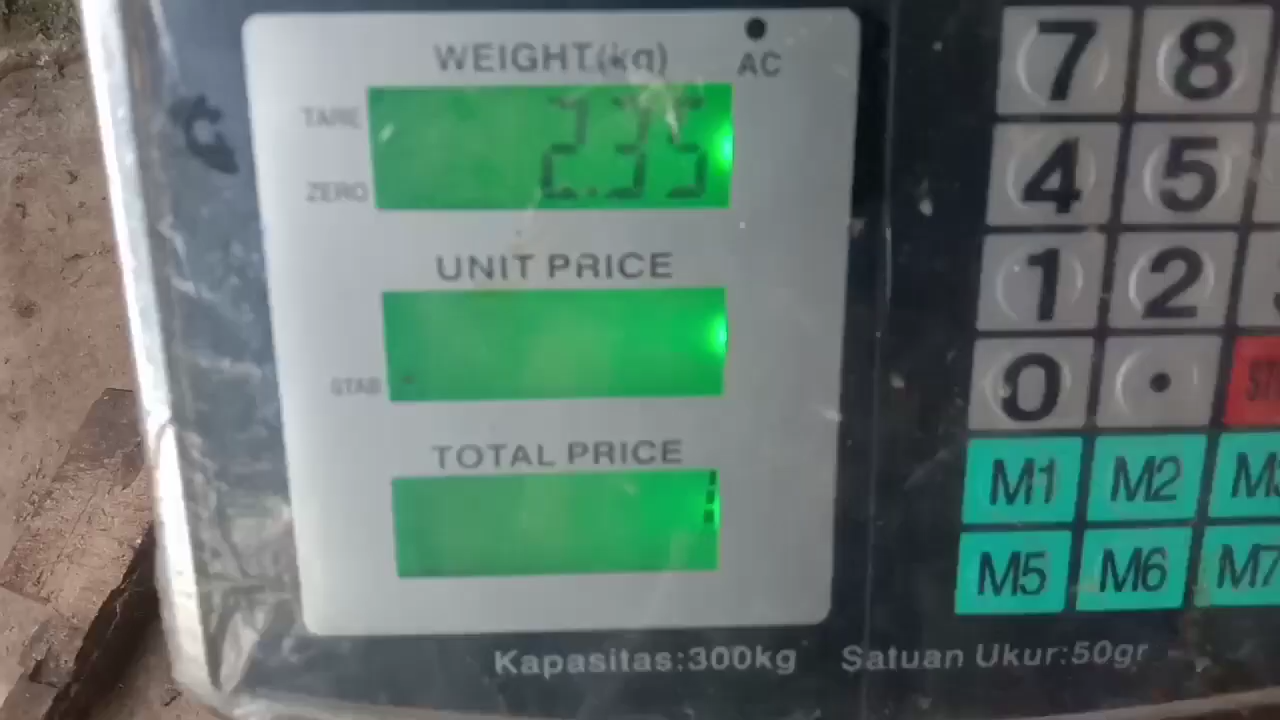 WEIGHT(kg)
AC
TARE
2.35
ZERO
UNIT PRICE
STAB
TOTAL PRICE
7 8
4 5
1 2
0 .
M1 M2
M5 M6 M7
Kapasitas:300kg Satuan Ukur:50gr